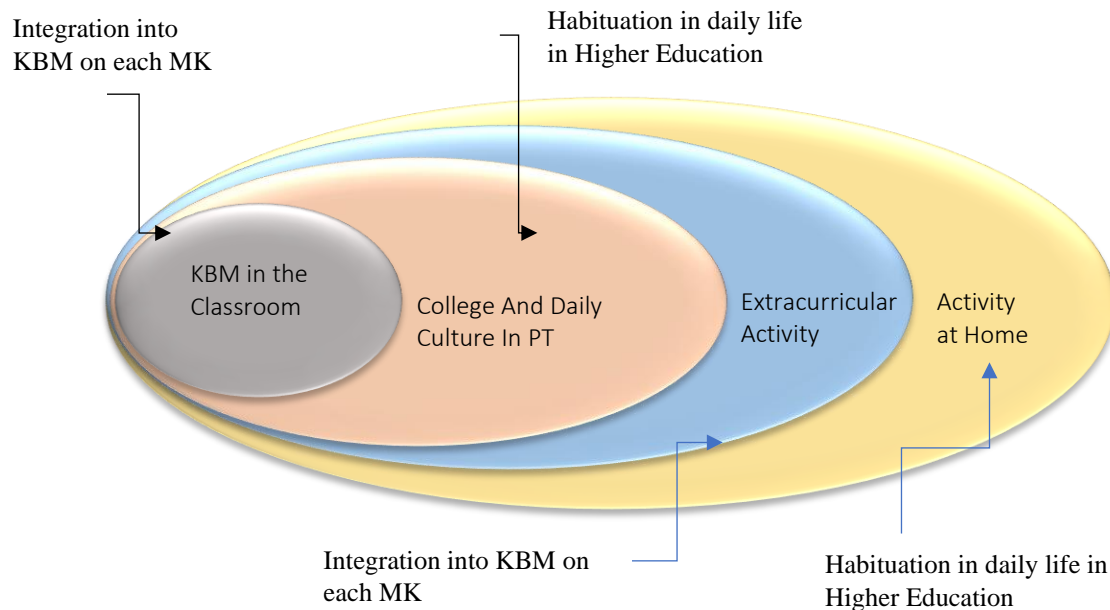 Integration into
KBM on each MK
Habituation in daily life
in Higher Education
KBM in the
Classroom
College And Daily
Culture In PT
Extracurricular
Activity
Activity
at Home
Integration into KBM on
each MK
Habituation in daily life in
Higher Education